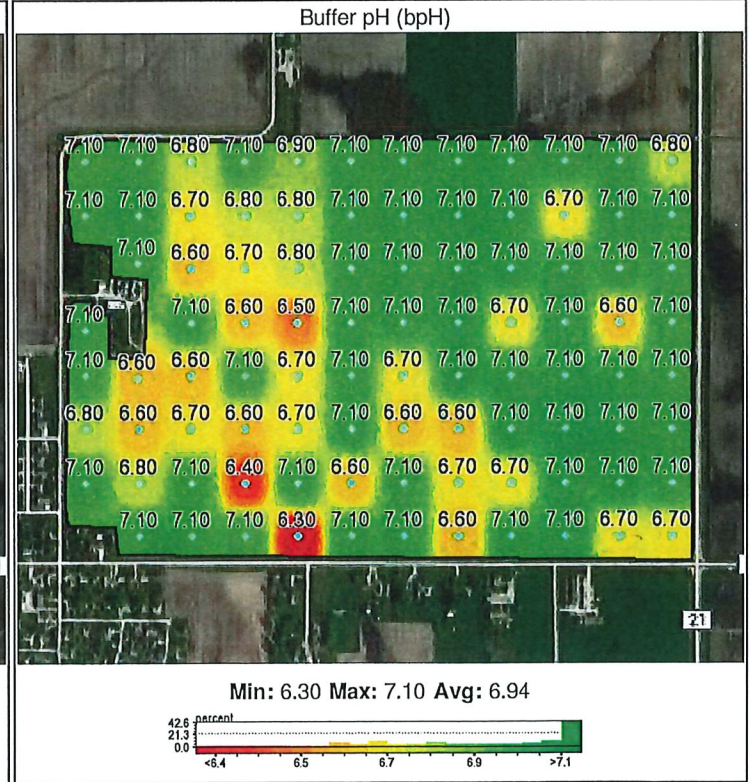 Buffer pH (bpH)
7.10 7.10 6.80 7.10 6.90 7.10 7.10 7.10 7.10 7.10 7.10 6.80
7.10 7.10 6.70 6.80 6.80 7.10 7.10 7.10 7.10 6.70 7.10 7.10
7.10 6.60 6.70 6.80 7.10 7.10 7.10 7.10 7.10 7.10 7.10
7.10 7.10 6.60 6.50 7.10 7.10 7.10 6.70 7.10 6.60 7.10
7.10 6.60 6.60 7.10 6.70 7.10 6.70 7.10 7.10 7.10 7.10 7.10
6.80 6.60 6.70 6.60 6.70 7.10 6.60 6.60 7.10 7.10 7.10 7.10
7.10 6.80 7.10 6.40 7.10 6.60 7.10 6.70 6.70 7.10 7.10 7.10
7.10 7.10 7.10 6.30 7.10 7.10 6.60 7.10 7.10 6.70 6.70
21
Min: 6.30 Max: 7.10 Avg: 6.94
percent
42.6
21.3
0.0
<6.4 6.5 6.7 6.9 >7.1